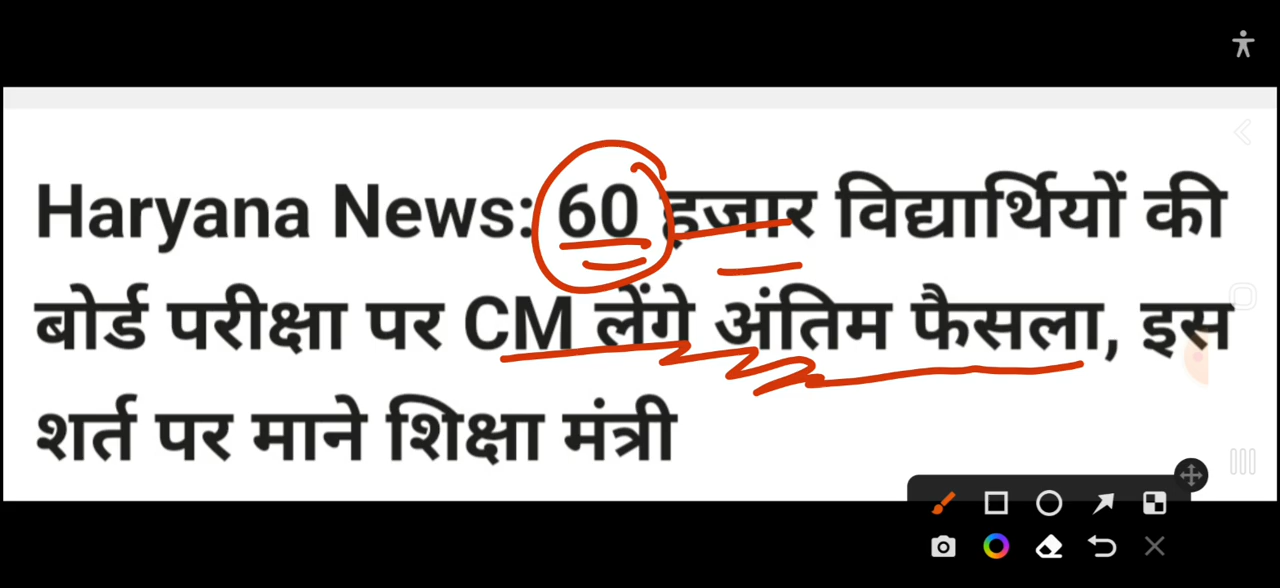 Haryana News: 60 हजार विद्यार्थियों की
बोर्ड परीक्षा पर CM लेंगे अंतिम फैसला, इस
शर्त पर माने शिक्षा मंत्री